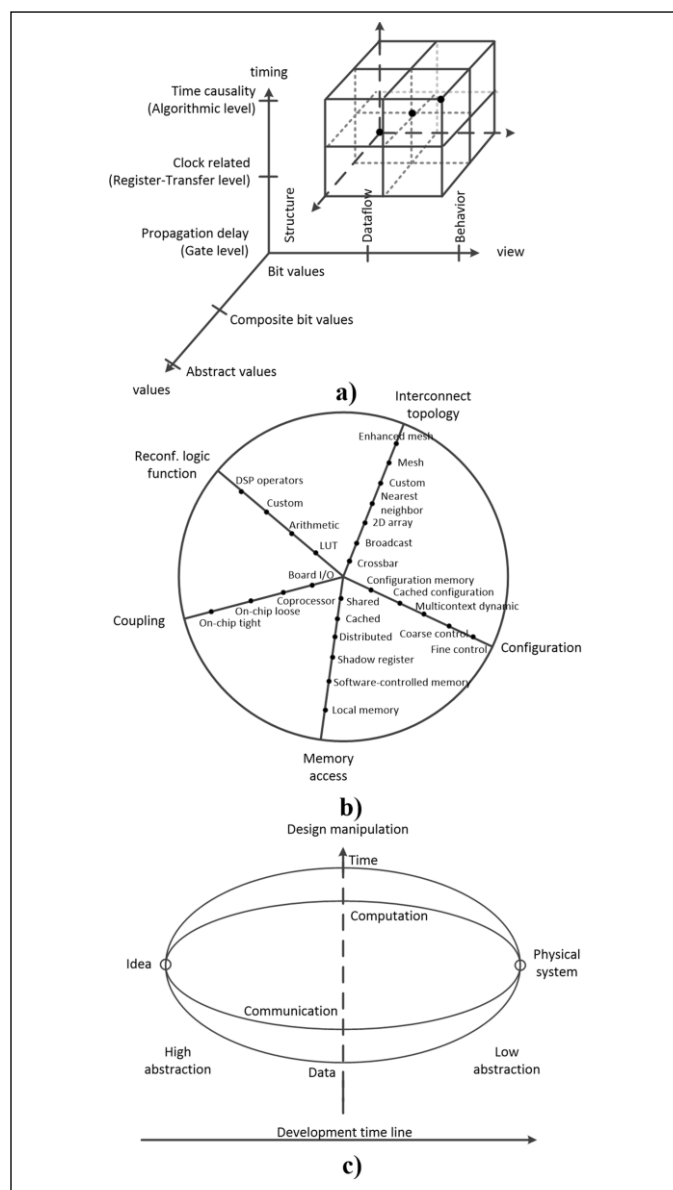 timing
Time causality
(Algorithmic level)
Clock related
(Register-Transfer level)
Propagation delay
(Gate level)
Structure
Dataflow
Behavior
view
Bit values
Composite bit values
Abstract values
values
a)
Interconnect
topology
Enhanced mesh
Mesh
Custom
Nearest
neighbor
2D array
Broadcast
Crossbar
Reconf. logic
function
DSP operators
Custom
Arithmetic
LUT
Board I/O
Coprocessor
On-chip loose
On-chip tight
Coupling
Configuration memory
Cached configuration
Multicontext dynamic
Coarse control
Fine control
Configuration
Shared
Cached
Distributed
Shadow register
Software-controlled memory
Local memory
Memory
access
b)
Design manipulation
Time
Computation
Idea
Physical
system
Communication
High
abstraction
Data
Low
abstraction
Development time line
c)